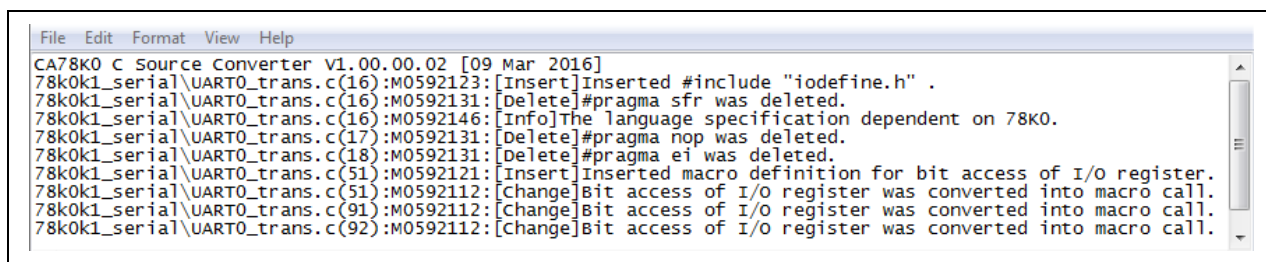 File Edit Format View Help
CA78K0 C Source Converter V1.00.00.02 [09 Mar 2016]
78k0k1_serial\UART0_trans.c(16):M0592123:[Insert]Inserted #include "iodefine.h" .
78k0k1_serial\UART0_trans.c(16):M0592131:[Delete]#pragma sfr was deleted.
78k0k1_serial\UART0_trans.c(16):M0592146:[Info]The language specification dependent on 78K0.
78k0k1_serial\UART0_trans.c(17):M0592131:[Delete]#pragma nop was deleted.
78k0k1_serial\UART0_trans.c(18):M0592131:[Delete]#pragma ei was deleted.
78k0k1_serial\UART0_trans.c(51):M0592121:[Insert]Inserted macro definition for bit access of I/O register.
78k0k1_serial\UART0_trans.c(51):M0592112:[Change]Bit access of I/O register was converted into macro call.
78k0k1_serial\UART0_trans.c(91):M0592112:[Change]Bit access of I/O register was converted into macro call.
78k0k1_serial\UART0_trans.c(92):M0592112:[Change]Bit access of I/O register was converted into macro call.